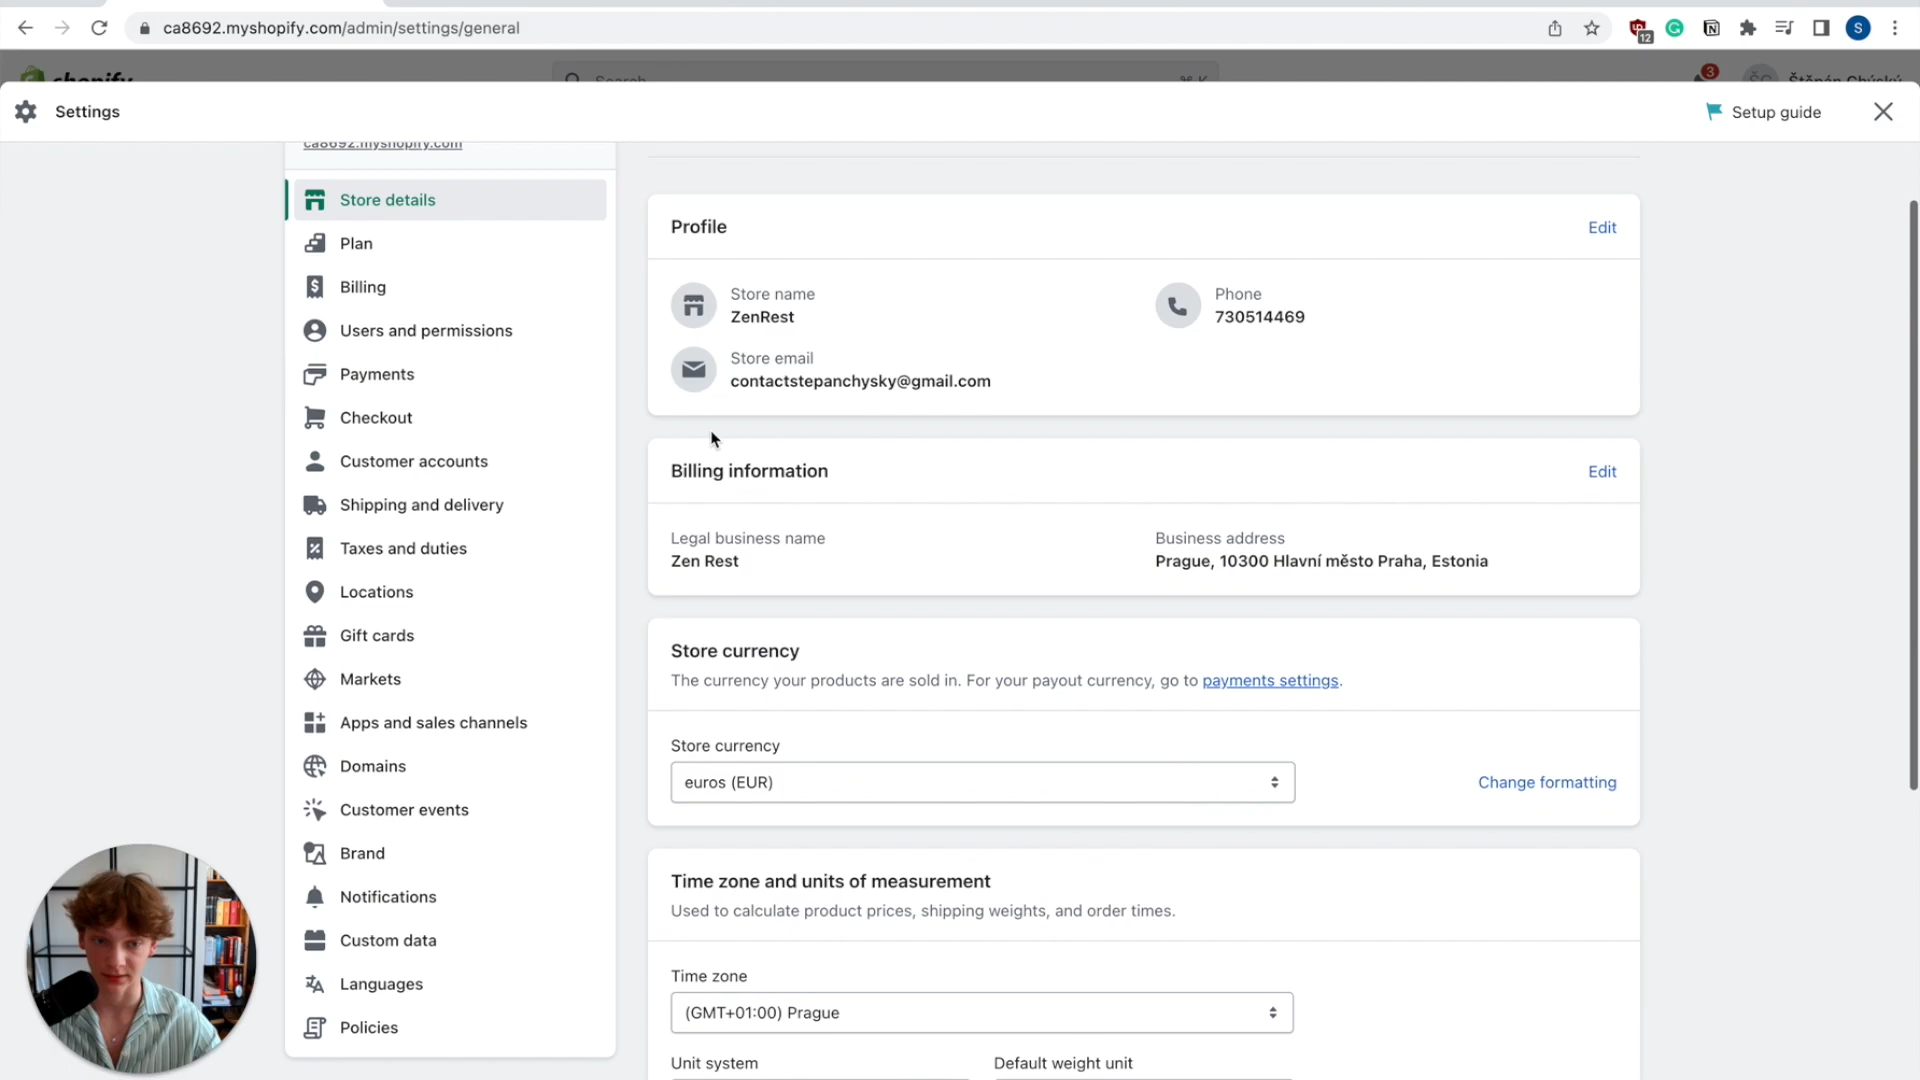 ca8692.myshopify.com/admin/settings/general
12
S
shopify
Search
⌘ K
3
ŠC
Štěpán Chýský
Settings
Setup guide
ca8692.myshopify.com
Store details
Plan
Billing
Users and permissions
Payments
Checkout
Customer accounts
Shipping and delivery
Taxes and duties
Locations
Gift cards
Markets
Apps and sales channels
Domains
Customer events
Brand
Notifications
Custom data
Languages
Policies
Profile
Edit
Store name
ZenRest
Phone
730514469
Store email
contactstepanchysky@gmail.com
Billing information
Edit
Legal business name
Zen Rest
Business address
Prague, 10300 Hlavní město Praha, Estonia
Store currency
The currency your products are sold in. For your payout currency, go to payments settings.
Store currency
euros (EUR)
Change formatting
Time zone and units of measurement
Used to calculate product prices, shipping weights, and order times.
Time zone
(GMT+01:00) Prague
Unit system
Default weight unit